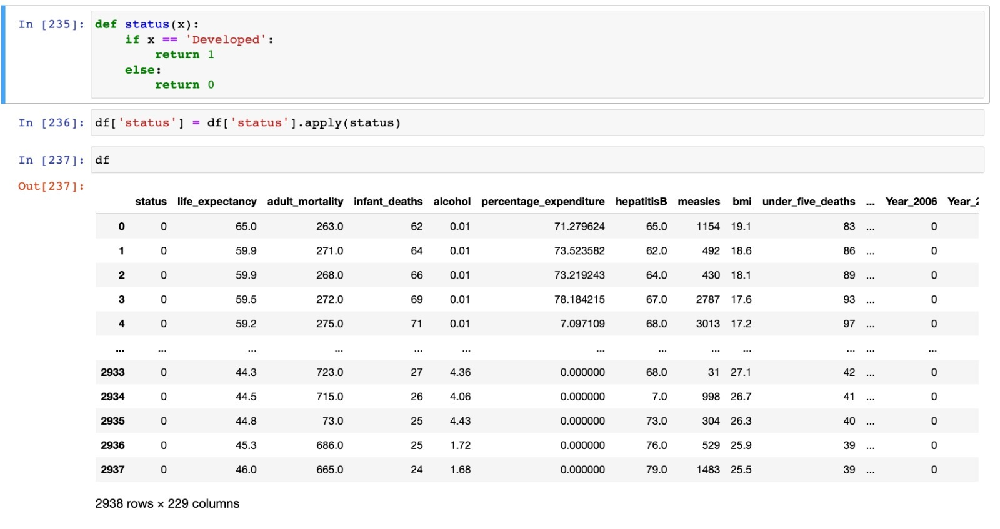 In [235]: def status(x):
    if x == 'Developed':
        return 1
    else:
        return 0
In [236]: df['status'] = df['status'].apply(status)
In [237]: df
Out[237]:
status life_expectancy adult_mortality infant_deaths alcohol percentage_expenditure hepatitisB measles bmi under_five_deaths ... Year_2006 Year_2
0 0 65.0 263.0 62 0.01 71.279624 65.0 1154 19.1 83 ... 0
1 0 59.9 271.0 64 0.01 73.523582 62.0 492 18.6 86 ... 0
2 0 59.9 268.0 66 0.01 73.219243 64.0 430 18.1 89 ... 0
3 0 59.5 272.0 69 0.01 78.184215 67.0 2787 17.6 93 ... 0
4 0 59.2 275.0 71 0.01 7.097109 68.0 3013 17.2 97 ... 0
... ... ... ... ... ... ... ... ... ... ... ... ...
2933 0 44.3 723.0 27 4.36 0.000000 68.0 31 27.1 42 ... 0
2934 0 44.5 715.0 26 4.06 0.000000 7.0 998 26.7 41 ... 0
2935 0 44.8 73.0 25 4.43 0.000000 73.0 304 26.3 40 ... 0
2936 0 45.3 686.0 25 1.72 0.000000 76.0 529 25.9 39 ... 0
2937 0 46.0 665.0 24 1.68 0.000000 79.0 1483 25.5 39 ... 0
2938 rows × 229 columns